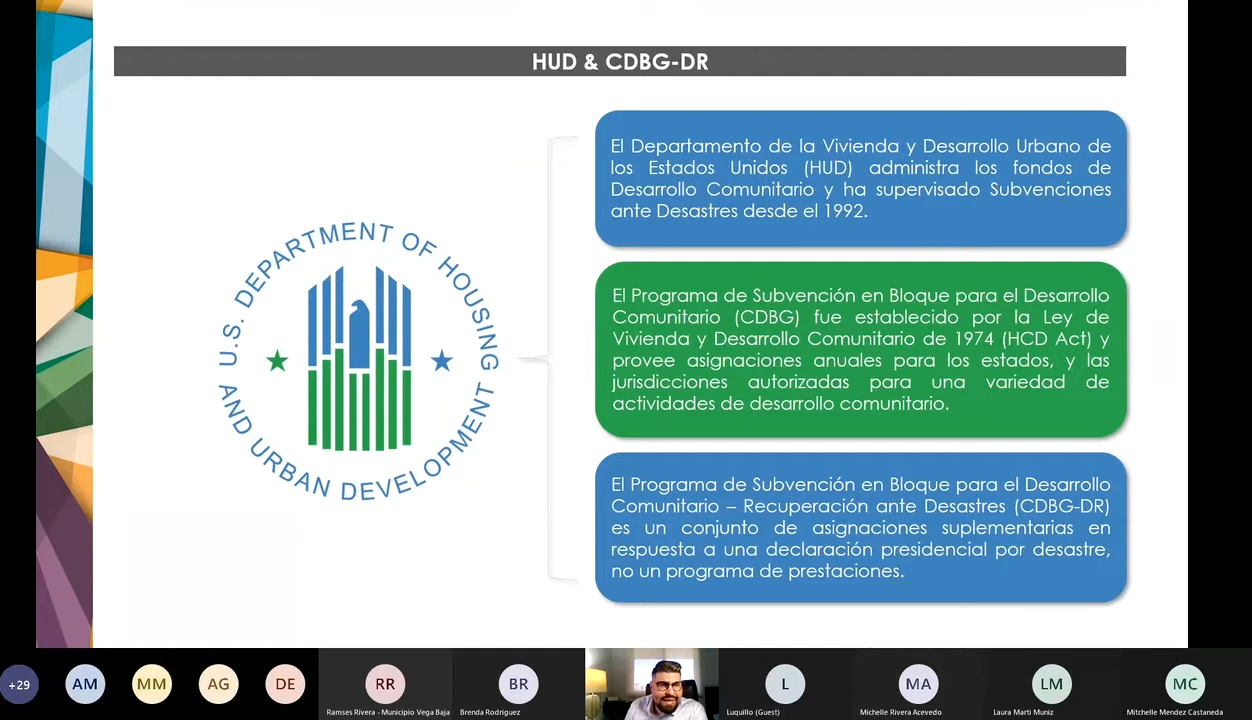 HUD & CDBG-DR
U.S. DEPARTMENT OF HOUSING
AND URBAN DEVELOPMENT
El Departamento de la Vivienda y Desarrollo Urbano de
los Estados Unidos (HUD) administra los fondos de
Desarrollo Comunitario y ha supervisado Subvenciones
ante Desastres desde el 1992.
El Programa de Subvención en Bloque para el Desarrollo
Comunitario (CDBG) fue establecido por la Ley de
Vivienda y Desarrollo Comunitario de 1974 (HCD Act) y
provee asignaciones anuales para los estados, y las
jurisdicciones autorizadas para una variedad de
actividades de desarrollo comunitario.
El Programa de Subvención en Bloque para el Desarrollo
Comunitario – Recuperación ante Desastres (CDBG-DR)
es un conjunto de asignaciones suplementarias en
respuesta a una declaración presidencial por desastre,
no un programa de prestaciones.
+29 AM MM AG DE RR BR L MA LM MC
Ramses Rivera - Municipio Vega Baja Brenda Rodriguez Luquillo (Guest) Michelle Rivera Acevedo Laura Marti Muniz Mitchelle Mendez Castaneda